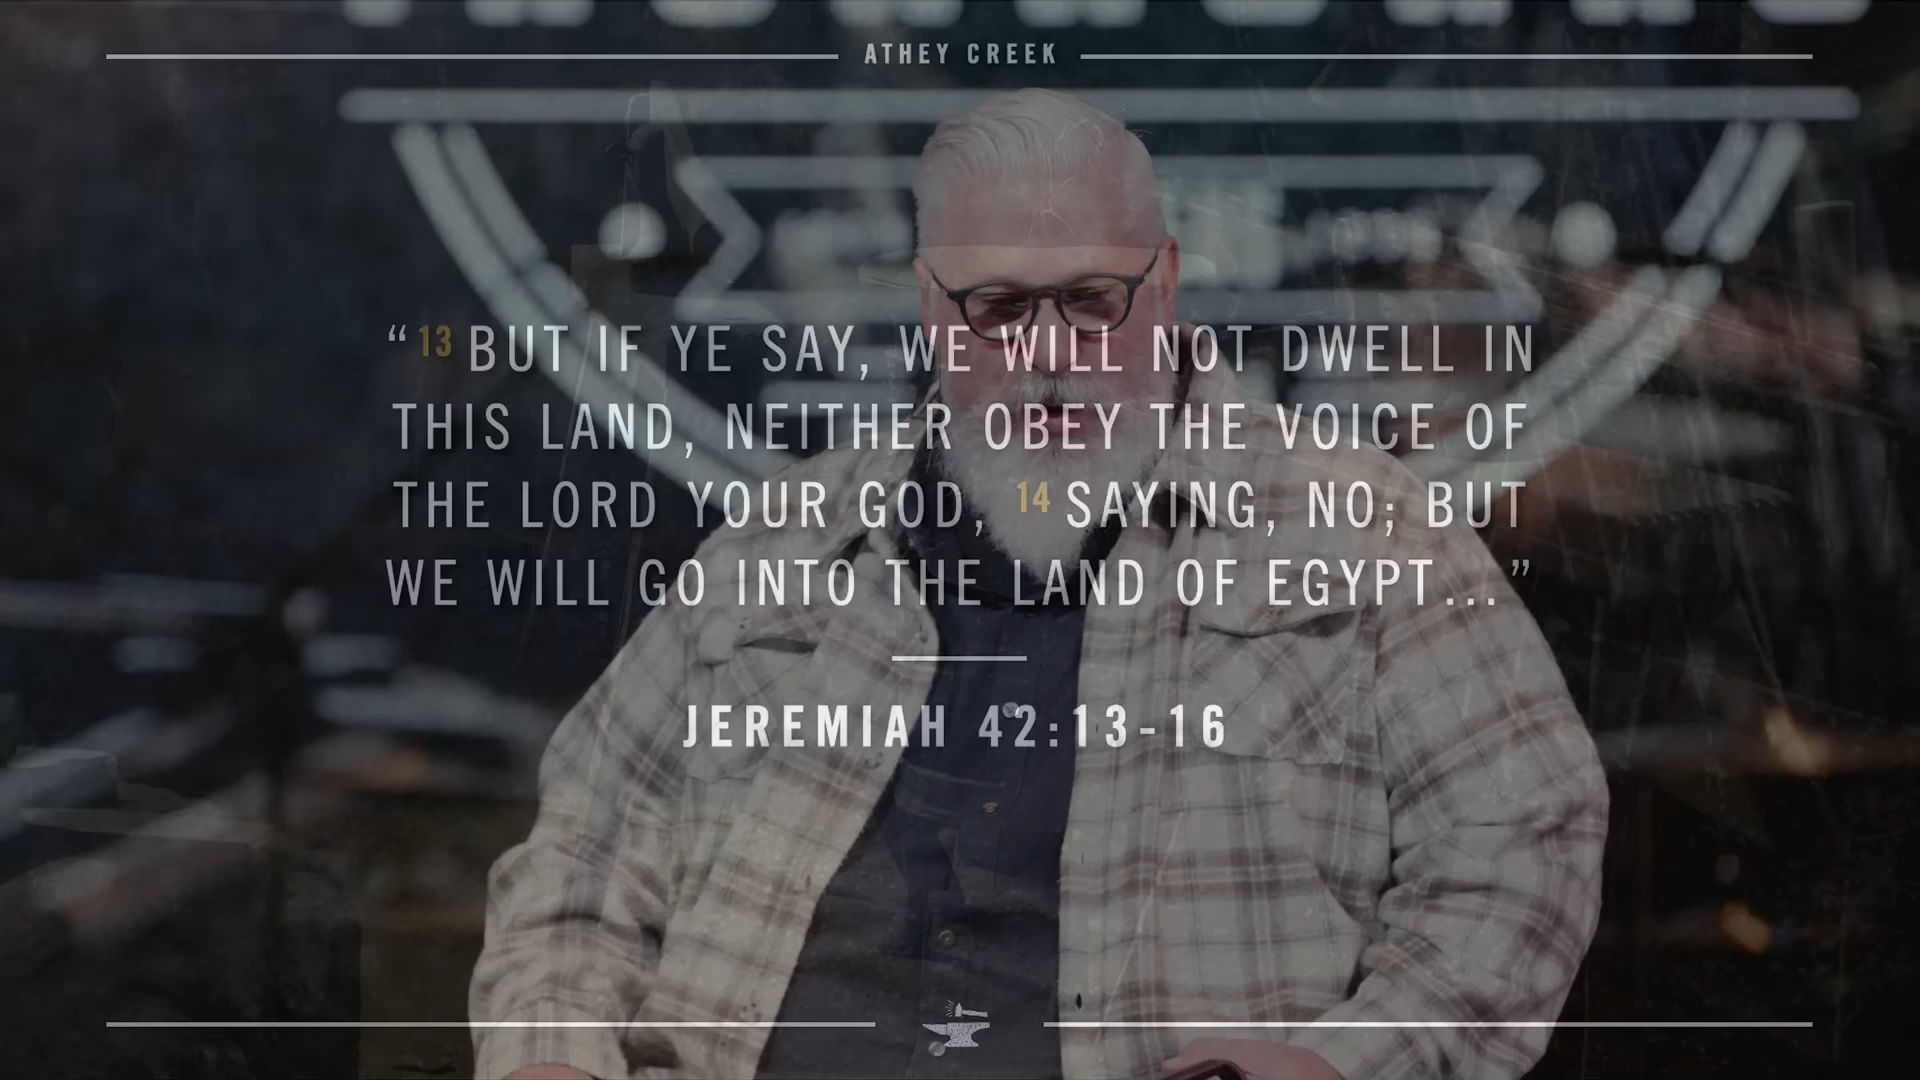 ATHEY CREEK
“13 BUT IF YE SAY, WE WILL NOT DWELL IN
THIS LAND, NEITHER OBEY THE VOICE OF
THE LORD YOUR GOD, 14 SAYING, NO; BUT
WE WILL GO INTO THE LAND OF EGYPT...”
JEREMIAH 42:13-16